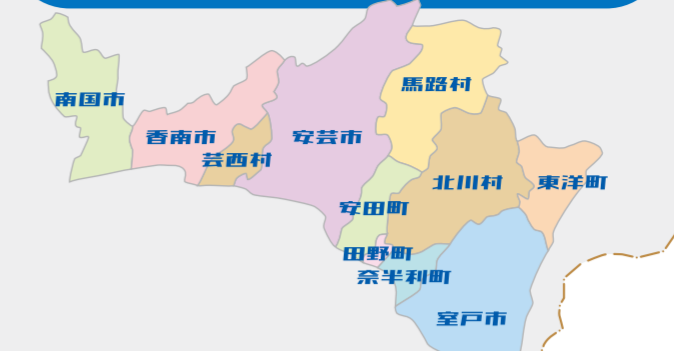 馬路村
南国市
香南市
安芸市
芸西村
北川村
東洋町
安田町
田野町
奈半利町
室戸市